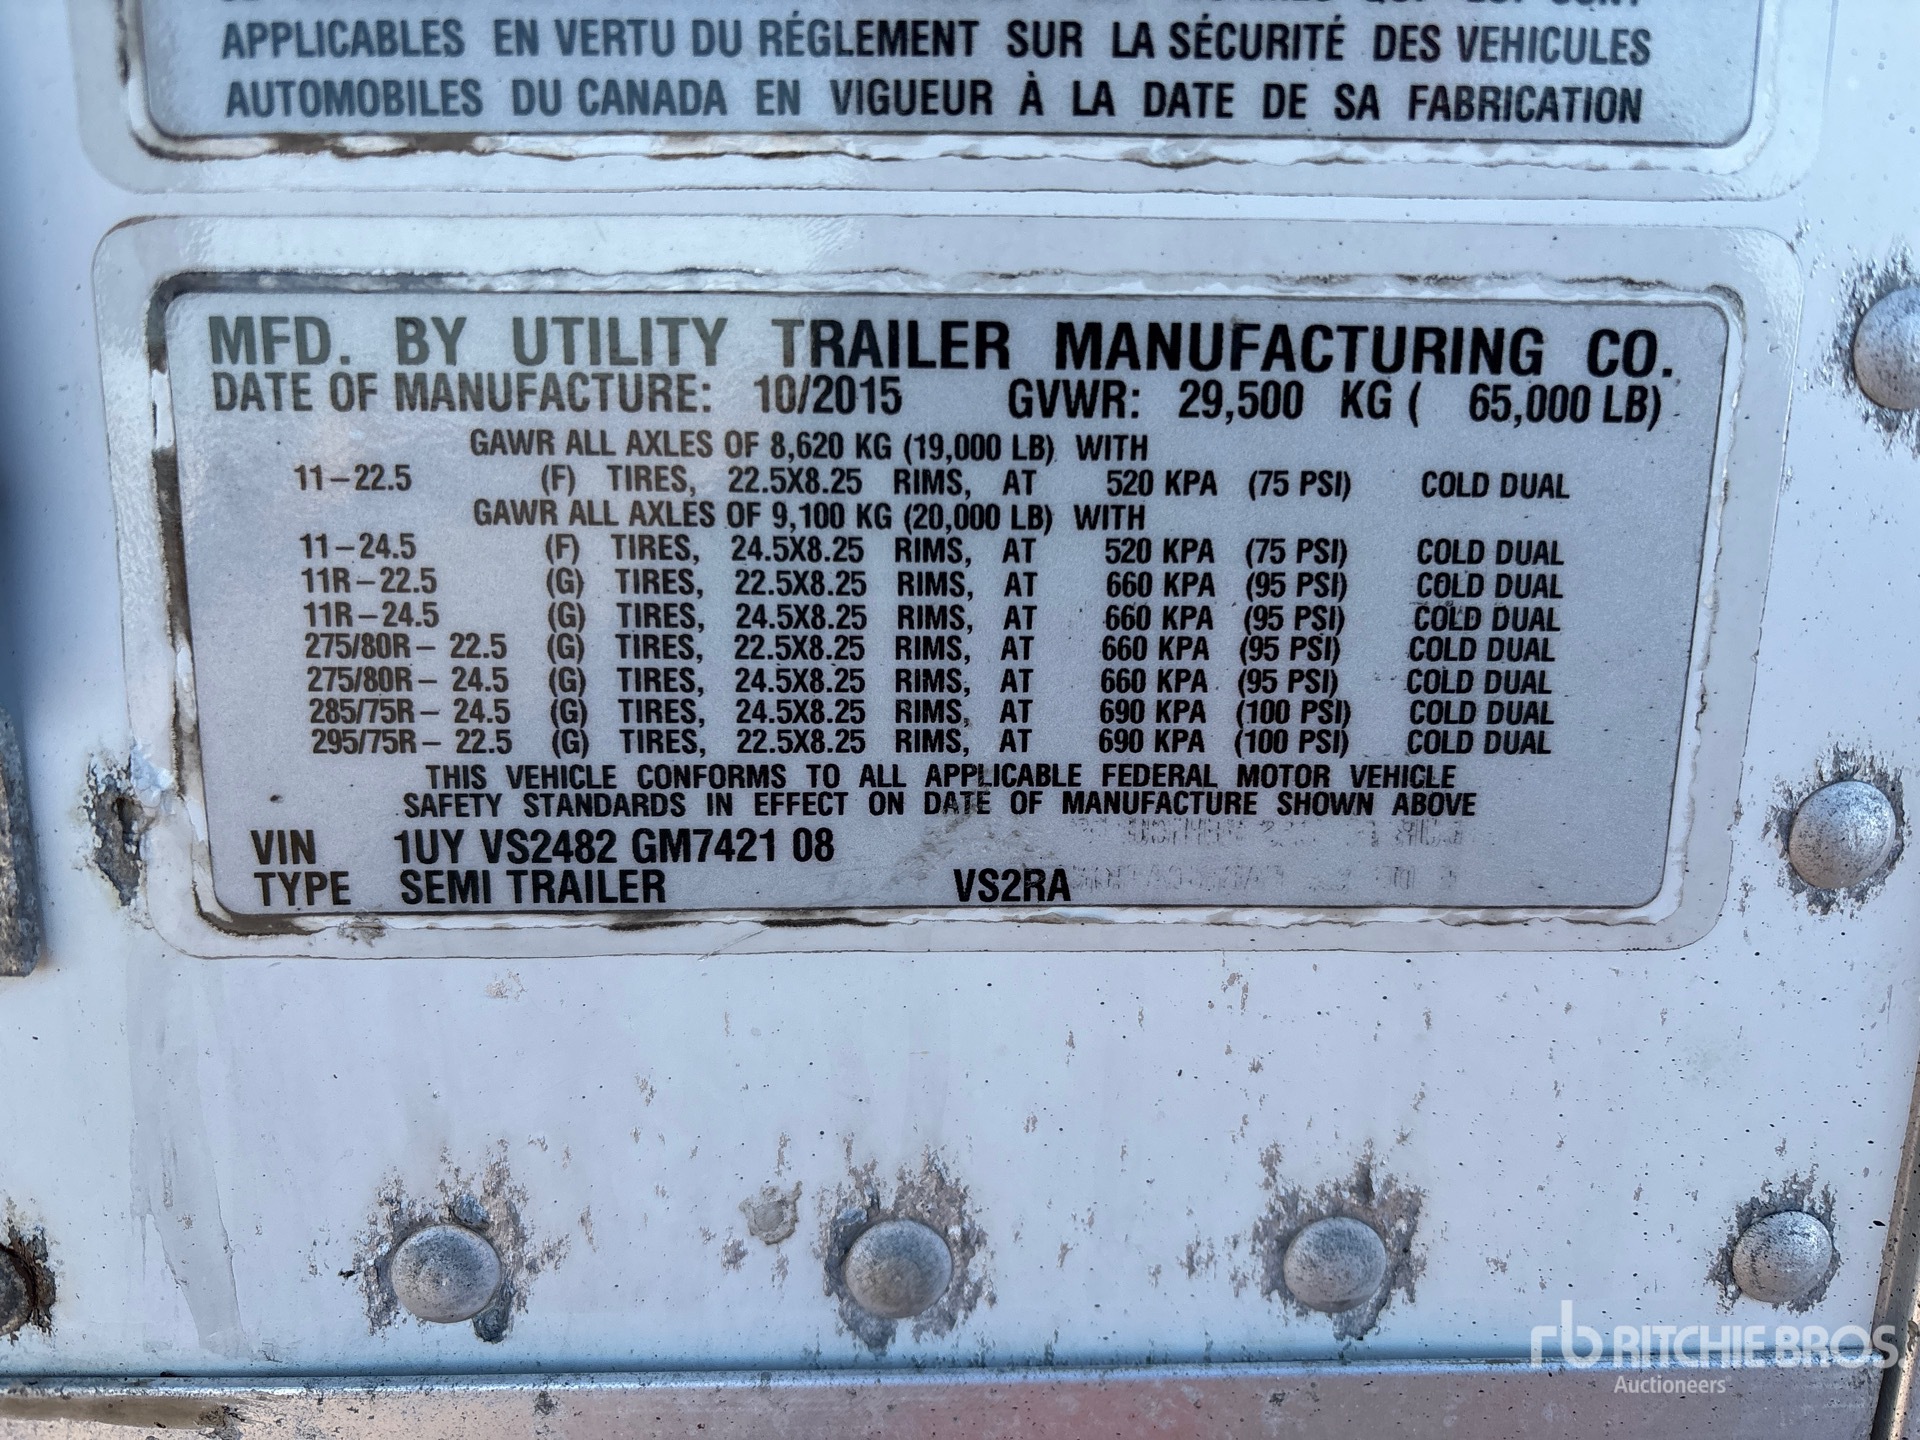 APPLICABLES EN VERTU DU RÉGLEMENT SUR LA SÉCURITÉ DES VEHICULES
AUTOMOBILES DU CANADA EN VIGUEUR À LA DATE DE SA FABRICATION
MFD. BY UTILITY TRAILER MANUFACTURING CO.
DATE OF MANUFACTURE: 10/2015 GVWR: 29,500 KG ( 65,000 LB)
GAWR ALL AXLES OF 8,620 KG (19,000 LB) WITH
11-22.5 (F) TIRES, 22.5X8.25 RIMS, AT 520 KPA (75 PSI) COLD DUAL
GAWR ALL AXLES OF 9,100 KG (20,000 LB) WITH
11-24.5 (F) TIRES, 24.5X8.25 RIMS, AT 520 KPA (75 PSI) COLD DUAL
11R-22.5 (G) TIRES, 22.5X8.25 RIMS, AT 660 KPA (95 PSI) COLD DUAL
11R-24.5 (G) TIRES, 24.5X8.25 RIMS, AT 660 KPA (95 PSI) COLD DUAL
275/80R- 22.5 (G) TIRES, 22.5X8.25 RIMS, AT 660 KPA (95 PSI) COLD DUAL
275/80R- 24.5 (G) TIRES, 24.5X8.25 RIMS, AT 660 KPA (95 PSI) COLD DUAL
285/75R- 24.5 (G) TIRES, 24.5X8.25 RIMS, AT 690 KPA (100 PSI) COLD DUAL
295/75R- 22.5 (G) TIRES, 22.5X8.25 RIMS, AT 690 KPA (100 PSI) COLD DUAL
THIS VEHICLE CONFORMS TO ALL APPLICABLE FEDERAL MOTOR VEHICLE
SAFETY STANDARDS IN EFFECT ON DATE OF MANUFACTURE SHOWN ABOVE
VIN 1UY VS2482 GM7421 08
TYPE SEMI TRAILER VS2RA
rb RITCHIE BROS.
Auctioneers